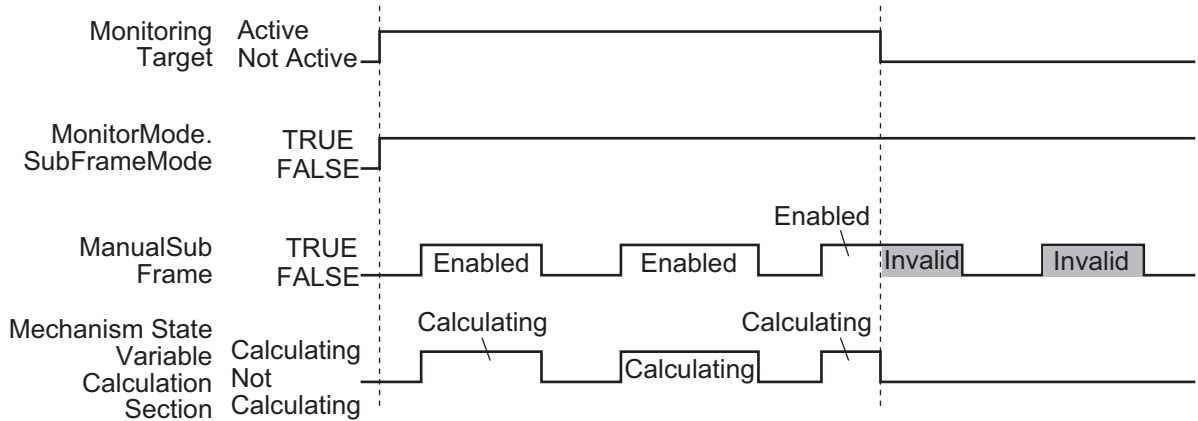 Monitoring Active
Target Not Active
MonitorMode. TRUE
SubFrameMode FALSE
Enabled
ManualSub TRUE
Frame FALSE
Enabled Enabled Invalid Invalid
Mechanism State Calculating Calculating
Variable Calculating
Calculation Not Calculating
Section Calculating